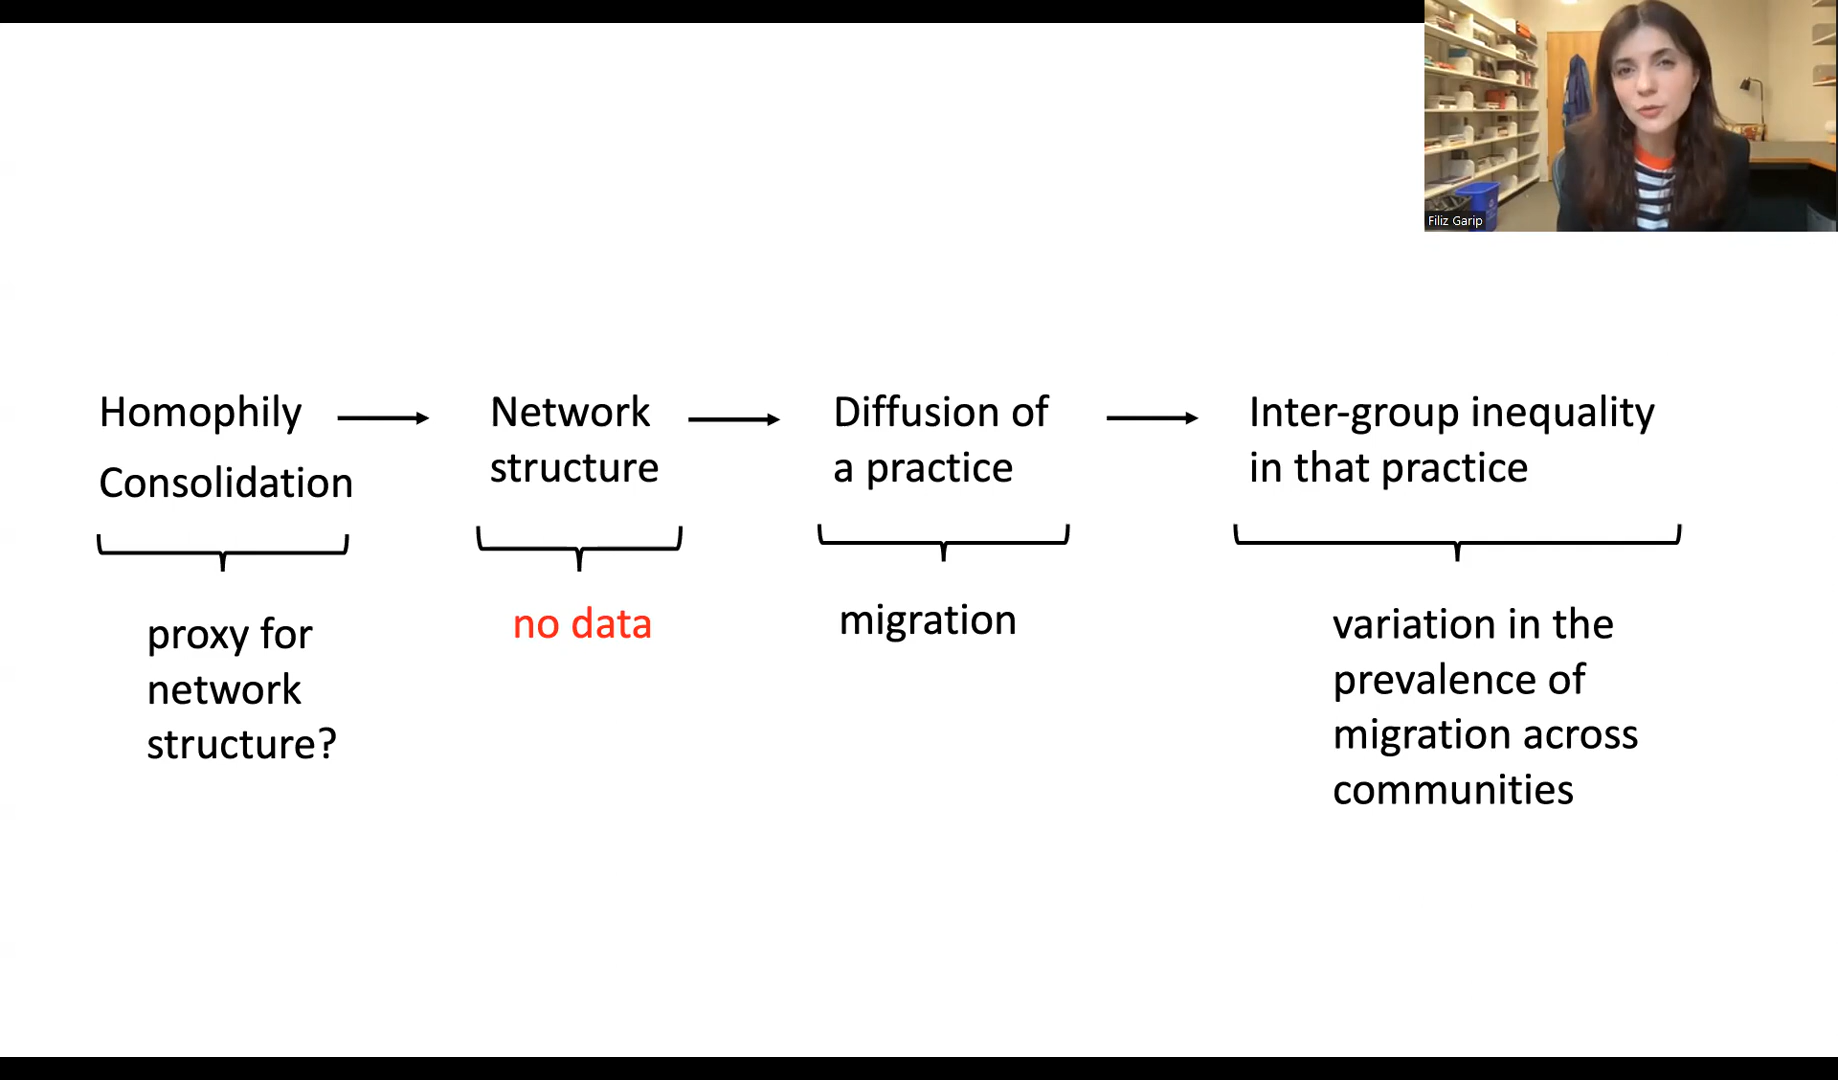 Filiz Garip
Homophily
Consolidation
Network
structure
Diffusion of
a practice
Inter-group inequality
in that practice
proxy for
network
structure?
no data
migration
variation in the
prevalence of
migration across
communities